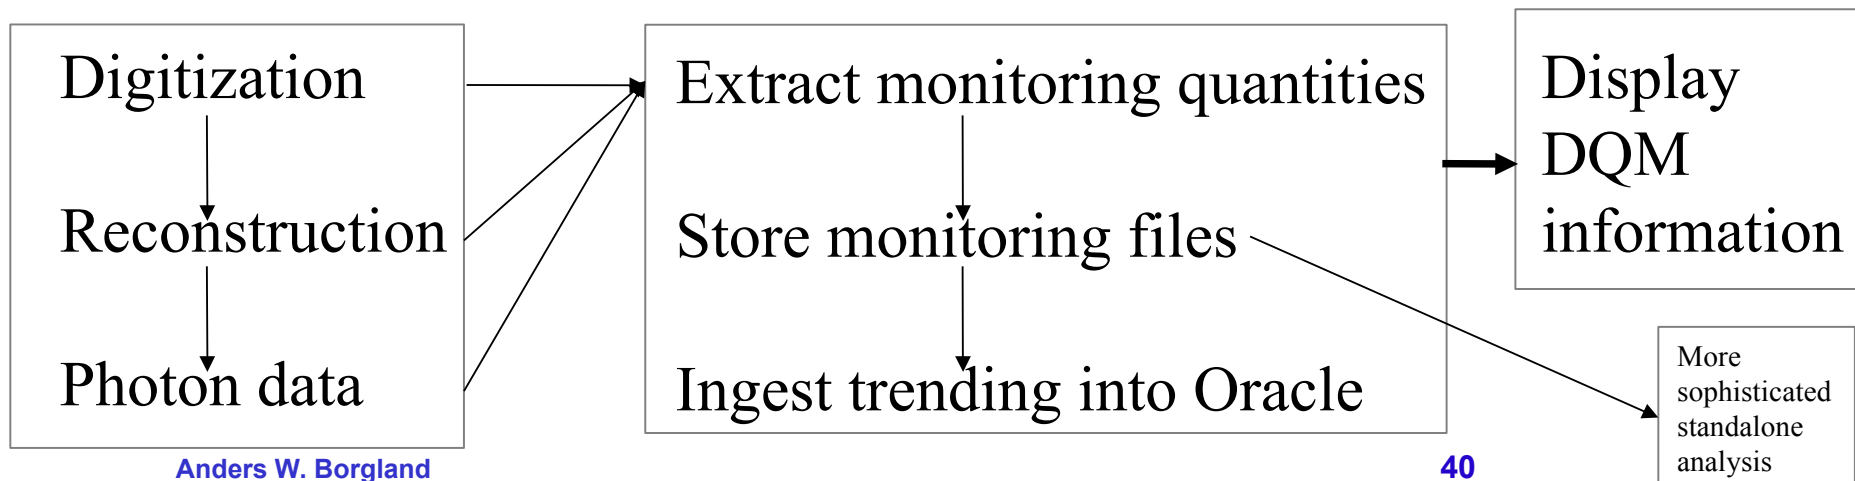 Digitization
Reconstruction
Photon data
Extract monitoring quantities
Store monitoring files
Ingest trending into Oracle
Display
DQM
information
More
sophisticated
standalone
analysis
Anders W. Borgland
40